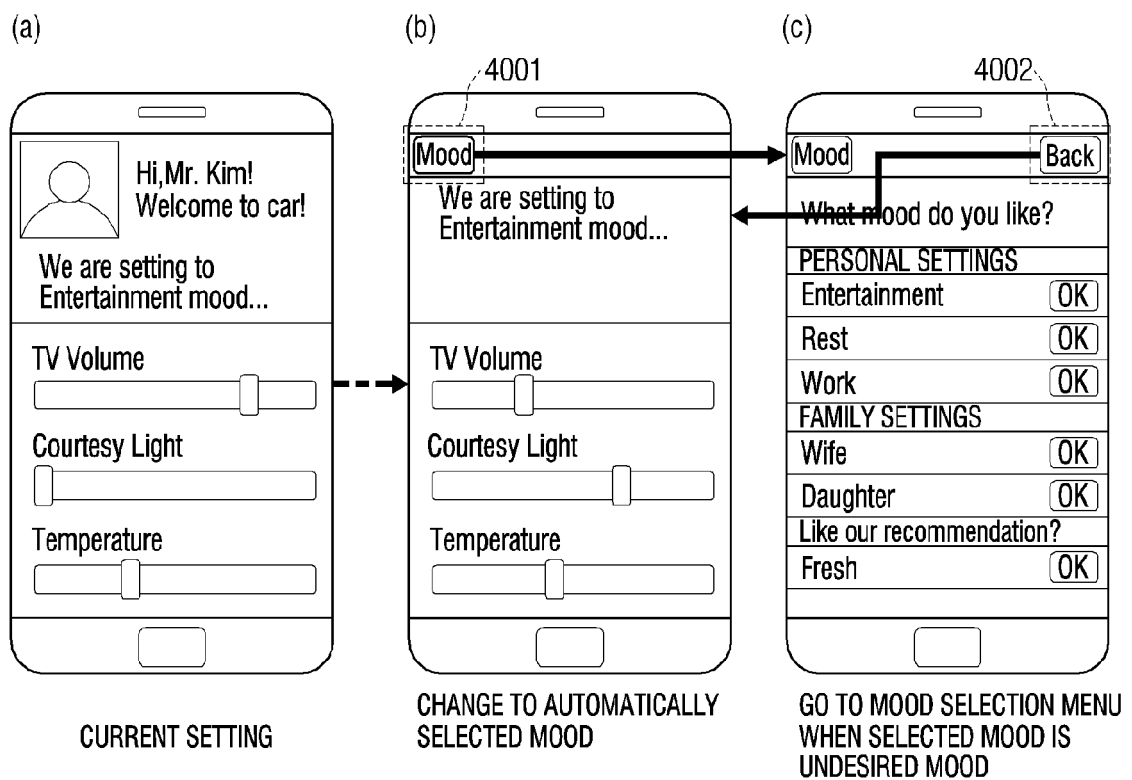 (a)
Hi,Mr. Kim!
Welcome to car!
We are setting to
Entertainment mood...
TV Volume
Courtesy Light
Temperature
CURRENT SETTING
(b)
4001
Mood
We are setting to
Entertainment mood...
TV Volume
Courtesy Light
Temperature
CHANGE TO AUTOMATICALLY
SELECTED MOOD
(c)
4002
Mood Back
What mood do you like?
PERSONAL SETTINGS
Entertainment OK
Rest OK
Work OK
FAMILY SETTINGS
Wife OK
Daughter OK
Like our recommendation?
Fresh OK
GO TO MOOD SELECTION MENU
WHEN SELECTED MOOD IS
UNDESIRED MOOD